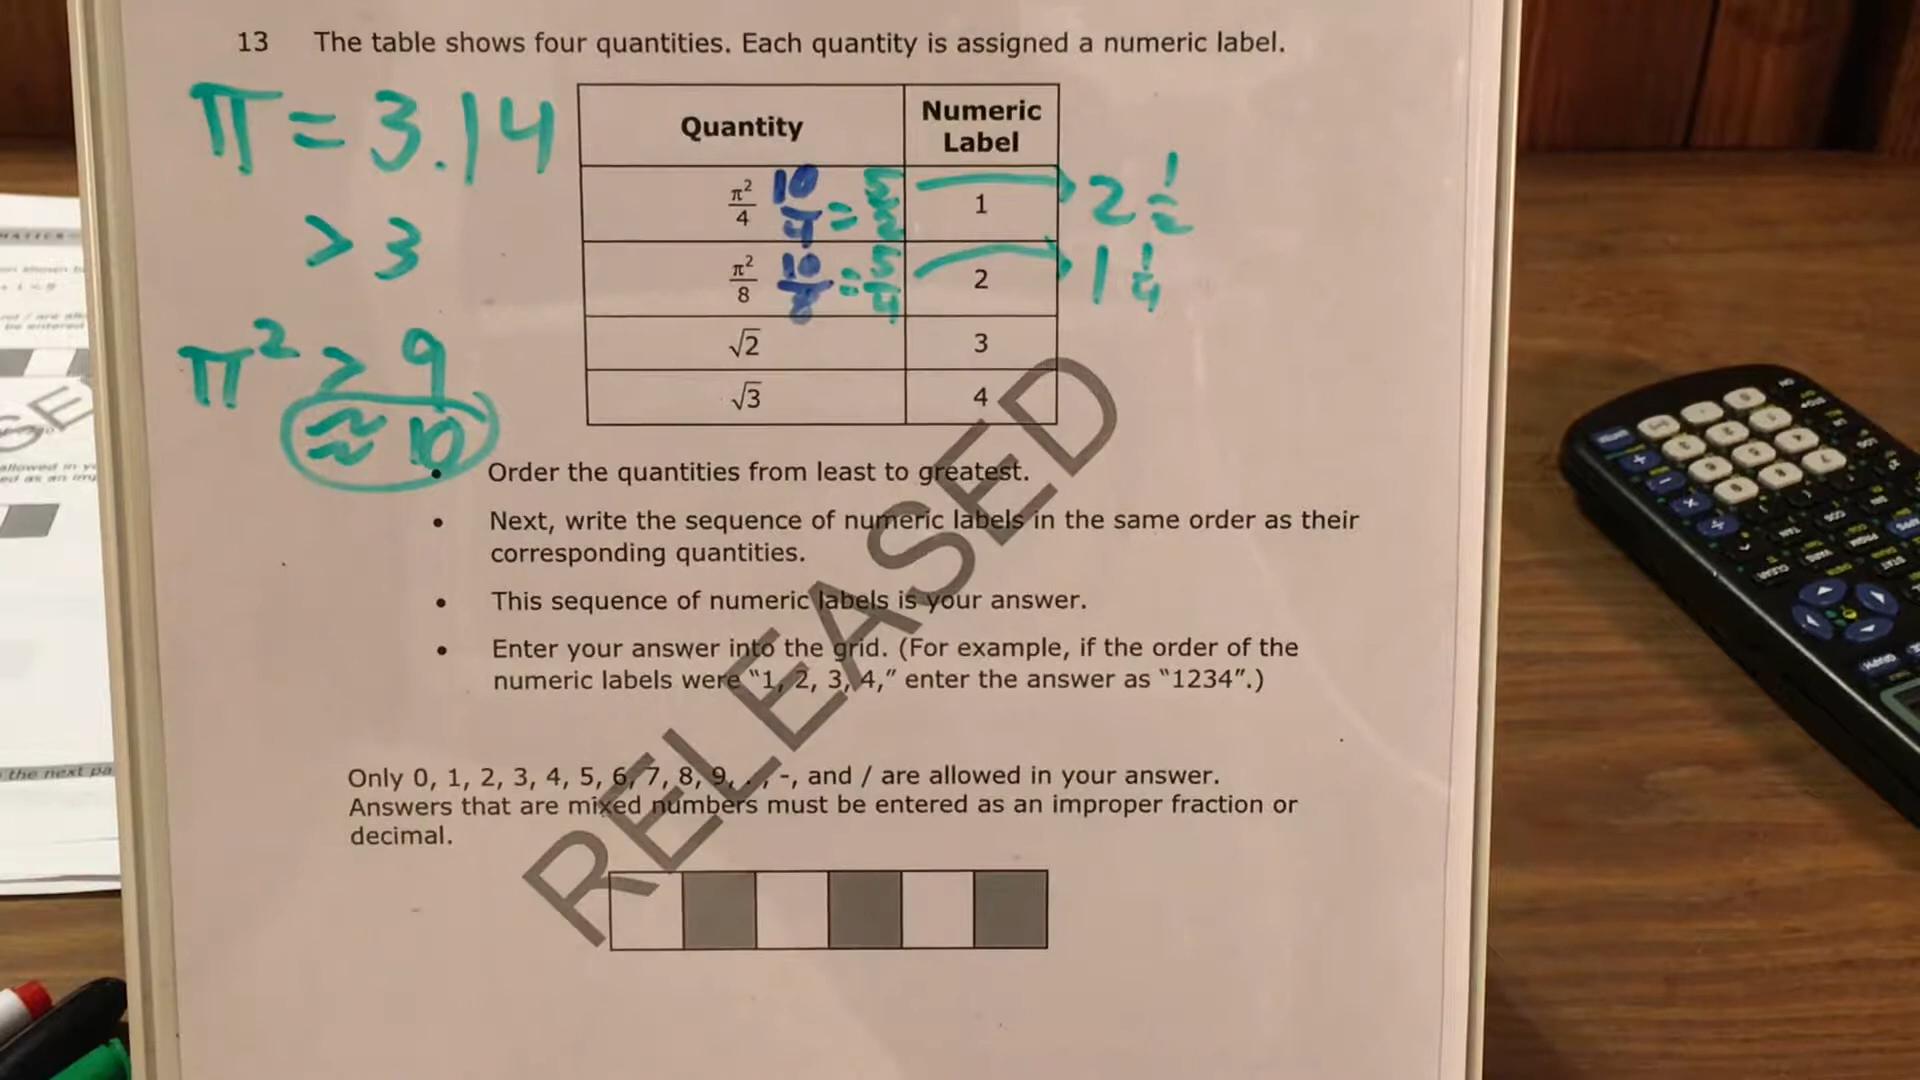 13 The table shows four quantities. Each quantity is assigned a numeric label.
π = 3.14
> 3
π² > 9
≈ 10
Quantity Numeric Label
π²/4 10/4 = 5/2 1 2 1/2
π²/8 10/8 = 5/4 2 1 1/4
√2 3
√3 4
• Order the quantities from least to greatest.
• Next, write the sequence of numeric labels in the same order as their
corresponding quantities.
• This sequence of numeric labels is your answer.
• Enter your answer into the grid. (For example, if the order of the
numeric labels were “1, 2, 3, 4,” enter the answer as “1234”.)
Only 0, 1, 2, 3, 4, 5, 6, 7, 8, 9, ., -, and / are allowed in your answer.
Answers that are mixed numbers must be entered as an improper fraction or
decimal.
RELEASED
the next pa